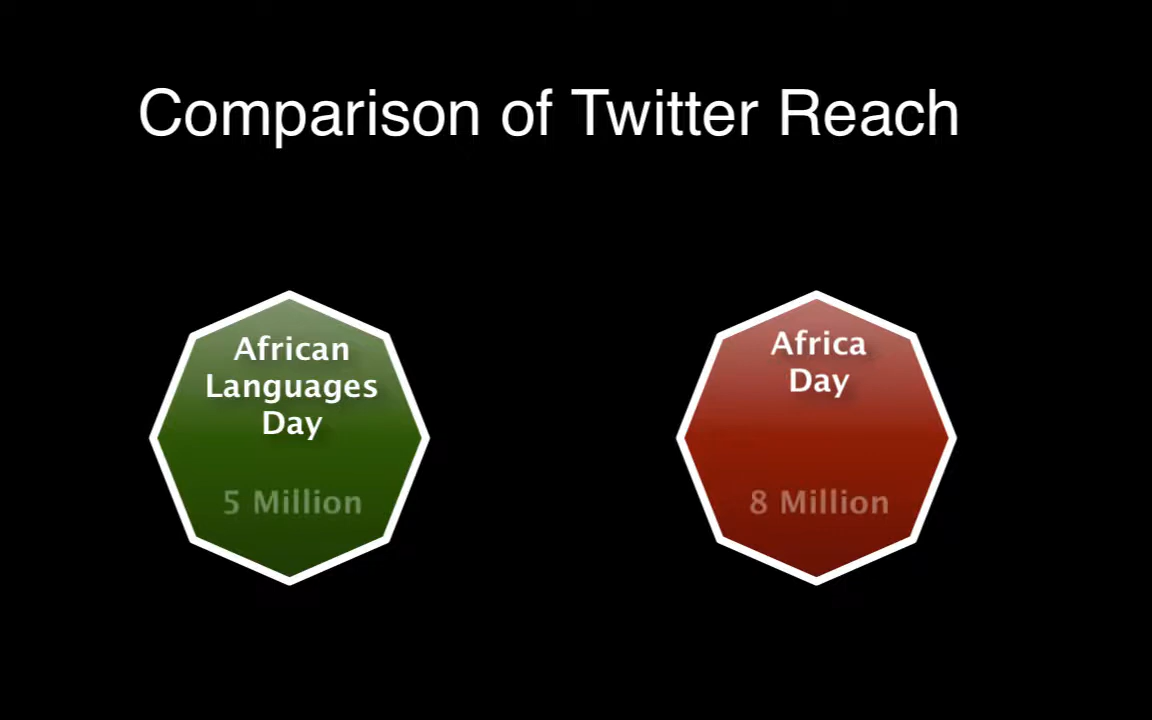 Comparison of Twitter Reach
African
Languages
Day
5 Million
Africa
Day
8 Million